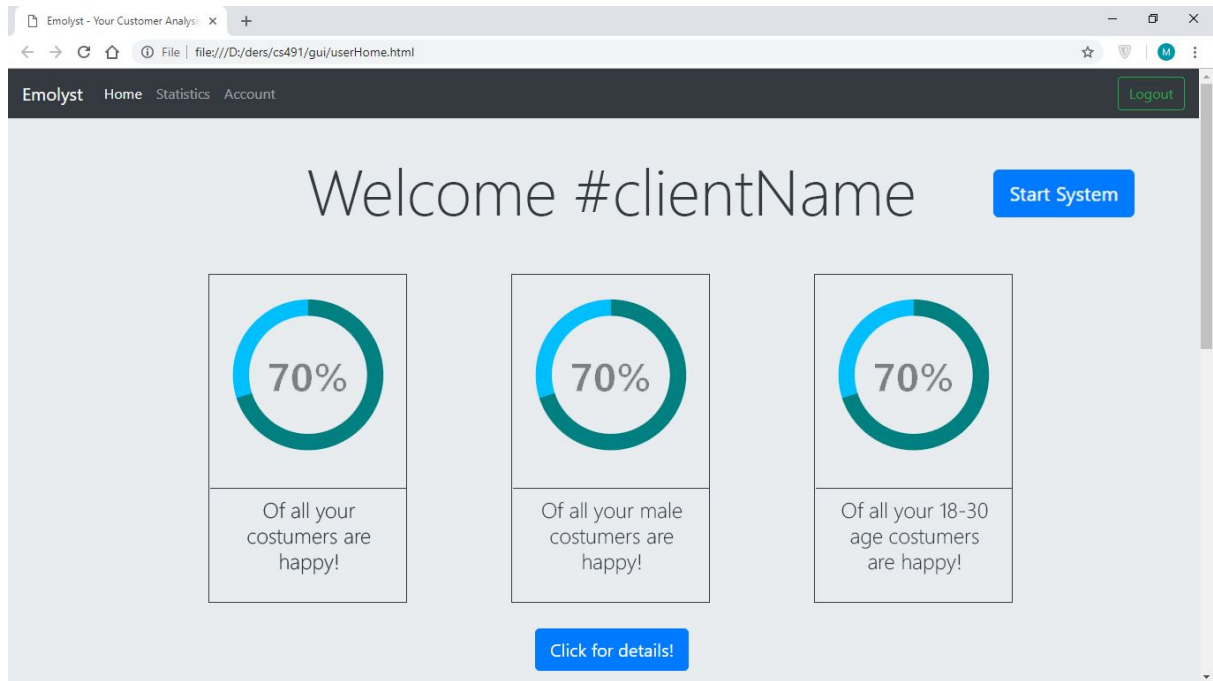 Emolyst - Your Customer Analysis
File | file:///D:/ders/cs491/gui/userHome.html
M
Emolyst Home Statistics Account Logout
Welcome #clientName
Start System
70% 70% 70%
Of all your
costumers are
happy!
Of all your male
costumers are
happy!
Of all your 18-30
age costumers
are happy!
Click for details!